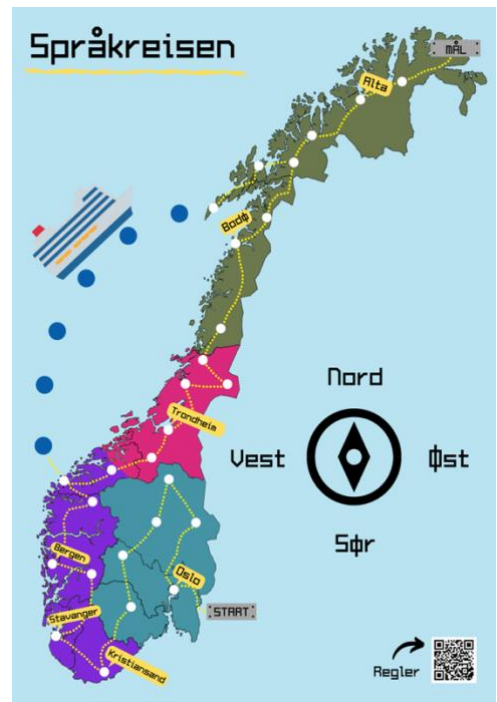 Språkreisen
MÅL
Alta
Bodø
Nord
Trondheim
Vest
Øst
Sør
Bergen
Oslo
START
Stavanger
Kristiansand
Regler